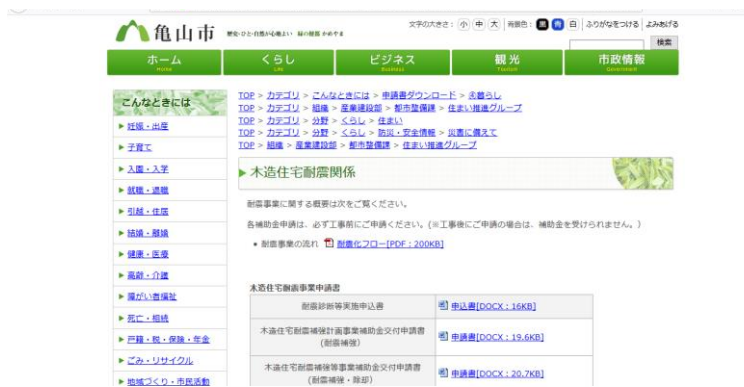 亀山市
歴史・ひと・自然が心地よい 緑の健都 かめやま
文字の大きさ： 小 中 大 背景色： 黒 青 白 ふりがなをつける よみあげる
検索
ホーム くらし ビジネス 観光 市政情報
Home Life Business Tourism Government
こんなときには
妊娠・出産
子育て
入園・入学
就職・退職
引越・住居
結婚・離婚
健康・医療
高齢・介護
障がい者福祉
死亡・相続
戸籍・税・保険・年金
ごみ・リサイクル
地域づくり・市民活動
TOP > カテゴリ > こんなときには > 申請書ダウンロード > 住暮らし
TOP > カテゴリ > 組織 > 産業建設部 > 都市整備課 > 住まい推進グループ
TOP > カテゴリ > 分野 > くらし > 住まい
TOP > カテゴリ > 分野 > くらし > 防災・安全情報 > 災害に備えて
TOP > 組織 > 産業建設部 > 都市整備課 > 住まい推進グループ
木造住宅耐震関係
耐震事業に関する概要は次をご覧ください。
各補助金申請は、必ず工事前にご申請ください。(※工事後にご申請の場合は、補助金を受けられません。)
• 耐震事業の流れ 耐震化フロー[PDF：200KB]
木造住宅耐震事業申請書
耐震診断等実施申込書 申込書[DOCX：16KB]
木造住宅耐震補強計画事業補助金交付申請書
(耐震補強)
申請書[DOCX：19.6KB]
木造住宅耐震補強等事業補助金交付申請書
(耐震補強・除却)
申請書[DOCX：20.7KB]